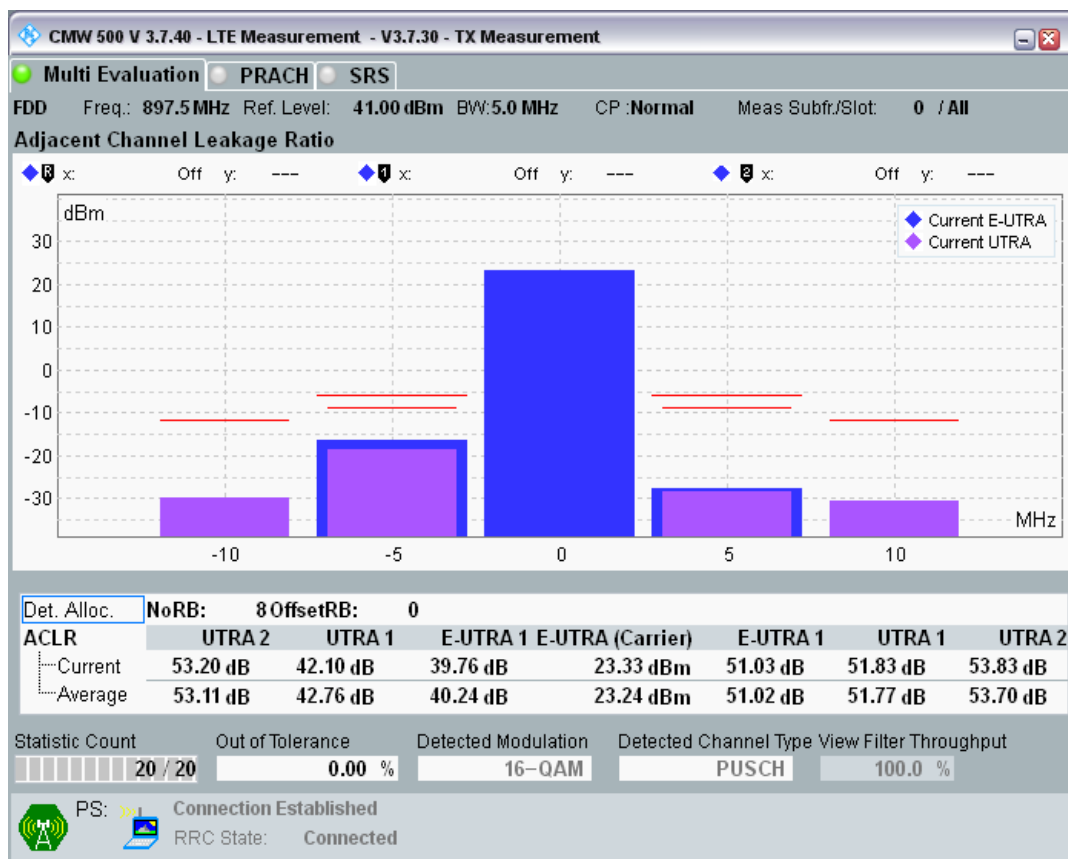 CMW 500 V 3.7.40 - LTE Measurement - V3.7.30 - TX Measurement
Multi Evaluation PRACH SRS
FDD Freq.: 897.5 MHz Ref. Level: 41.00 dBm BW: 5.0 MHz CP :Normal Meas Subfr./Slot: 0 / All
Adjacent Channel Leakage Ratio
R x: Off y: --- 1 x: Off y: --- 2 x: Off y: ---
dBm
Current E-UTRA
Current UTRA
30
20
10
0
-10
-20
-30
MHz
-10 -5 0 5 10
Det. Alloc. NoRB: 8 OffsetRB: 0
ACLR UTRA 2 UTRA 1 E-UTRA 1 E-UTRA (Carrier) E-UTRA 1 UTRA 1 UTRA 2
Current 53.20 dB 42.10 dB 39.76 dB 23.33 dBm 51.03 dB 51.83 dB 53.83 dB
Average 53.11 dB 42.76 dB 40.24 dB 23.24 dBm 51.02 dB 51.77 dB 53.70 dB
Statistic Count Out of Tolerance Detected Modulation Detected Channel Type View Filter Throughput
20 / 20 0.00 % 16-QAM PUSCH 100.0 %
PS: Connection Established
RRC State: Connected